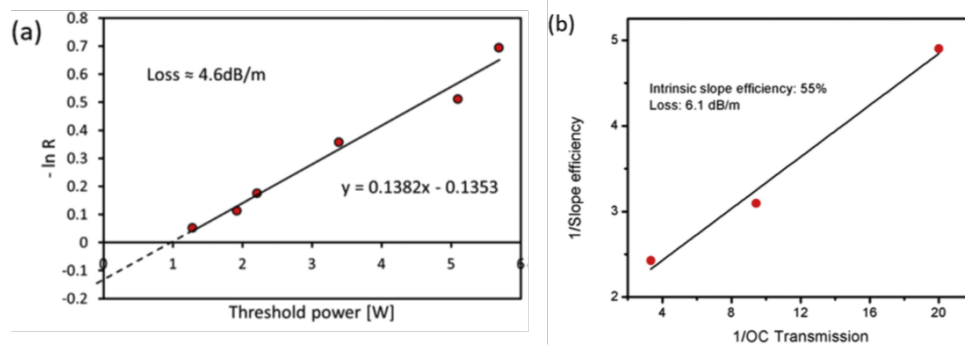 (a)
0.8
0.7
0.6
0.5
0.4
0.3
0.2
0.1
0
-0.1
-0.2
- ln R
Loss ≈ 4.6dB/m
y = 0.1382x - 0.1353
0 1 2 3 4 5 6
Threshold power [W]
(b)
5
4
3
2
1/Slope efficiency
Intrinsic slope efficiency: 55%
Loss: 6.1 dB/m
4 8 12 16 20
1/OC Transmission